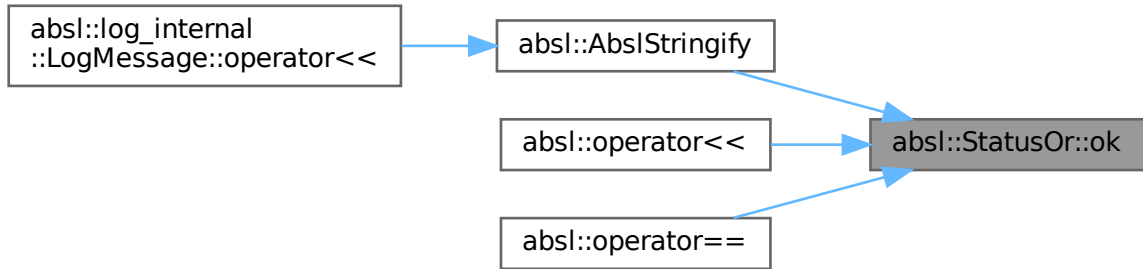 absl::log_internal
::LogMessage::operator<<
absl::AbslStringify
absl::operator<<
absl::StatusOr::ok
absl::operator==